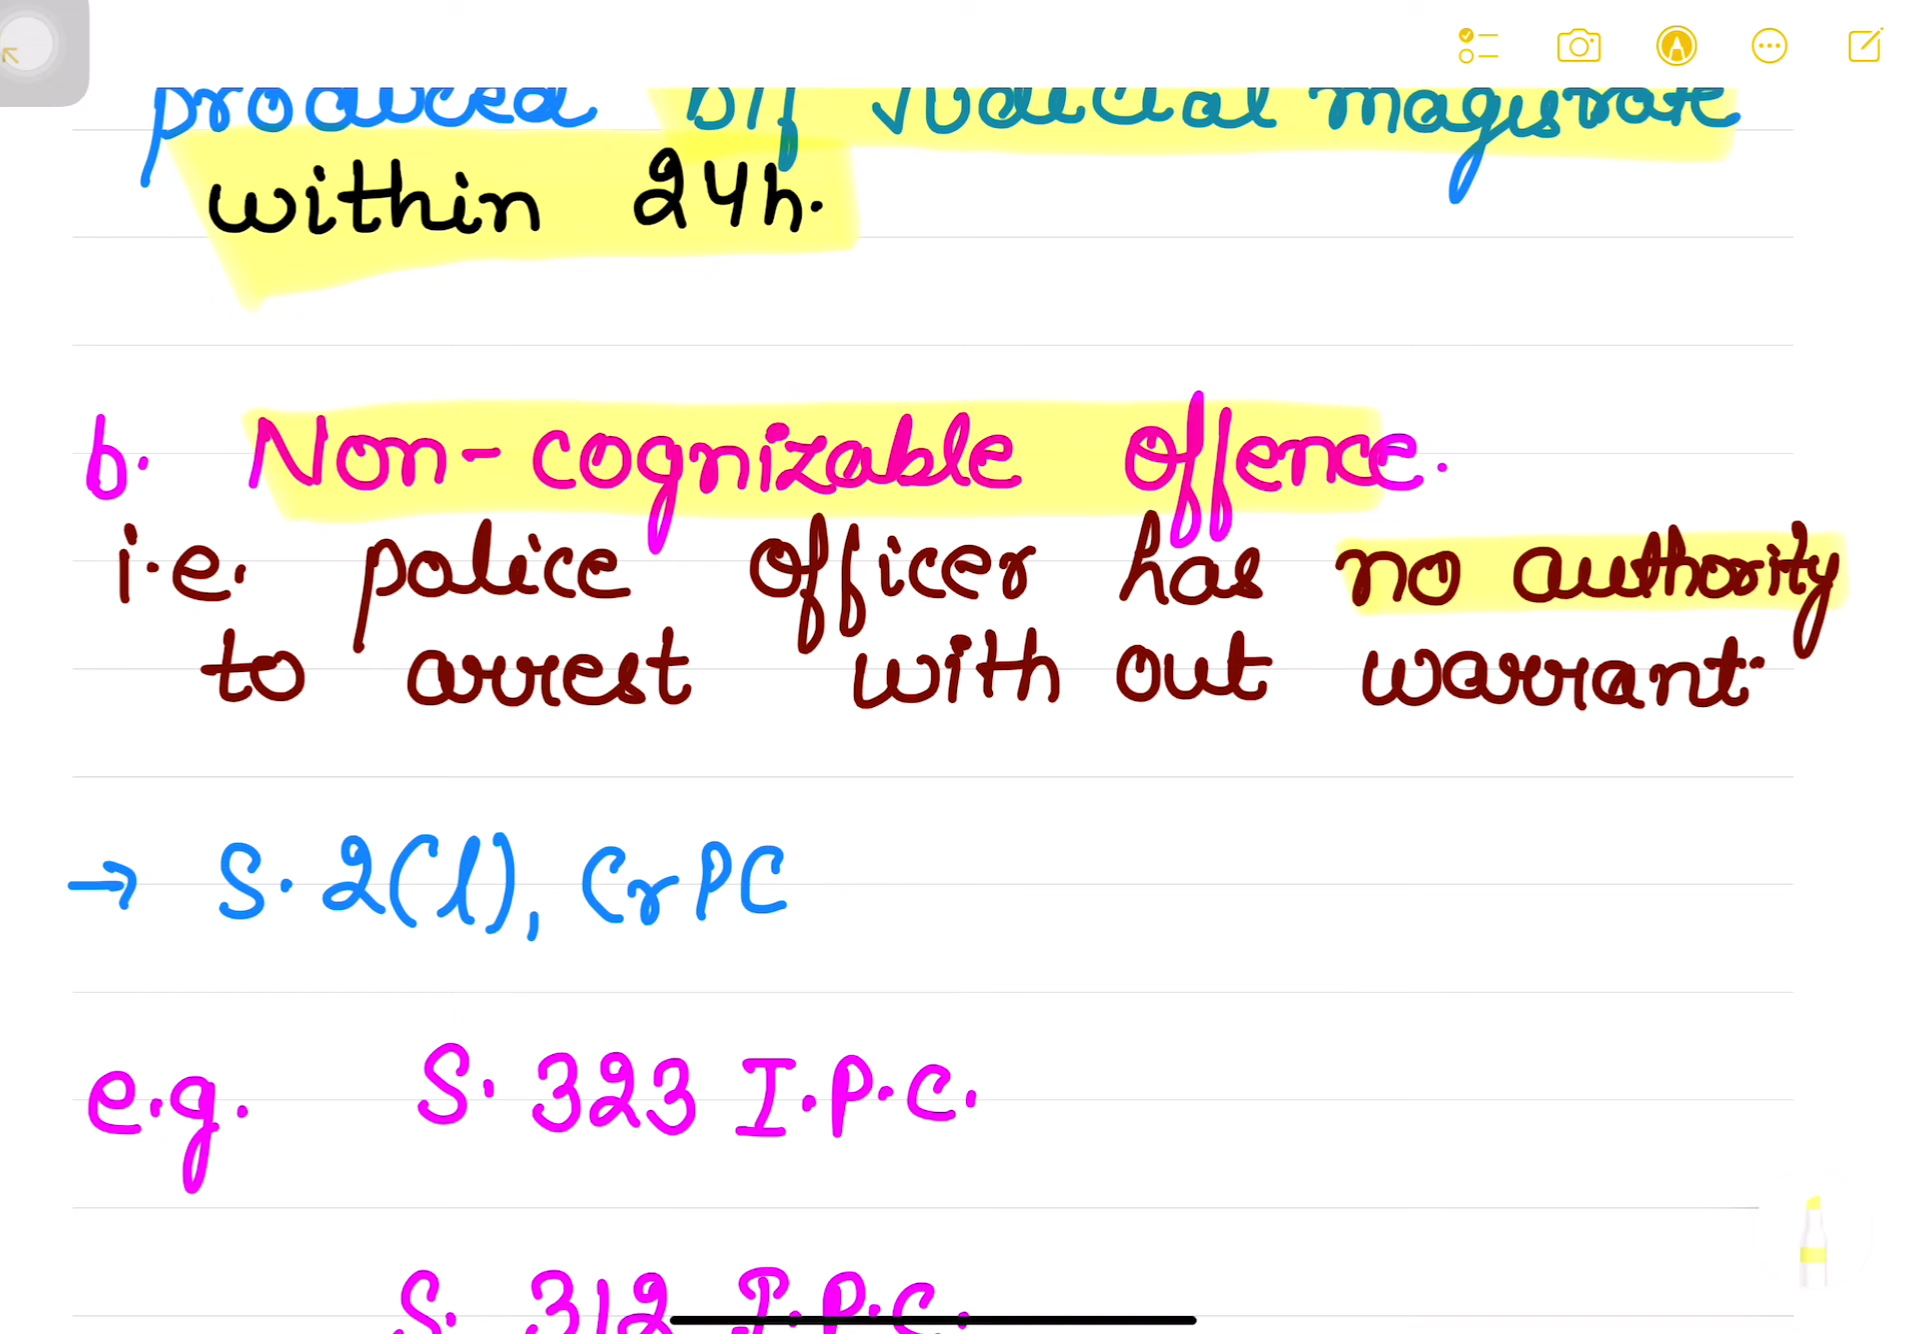 produced b/f Judicial magistrate
within 24h.
b. Non-cognizable offence.
i.e. police officer has no authority
to arrest with out warrant.
→ S. 2(l), CrPC
e.g. S. 323 I.P.C.
S. 312 I.P.C.